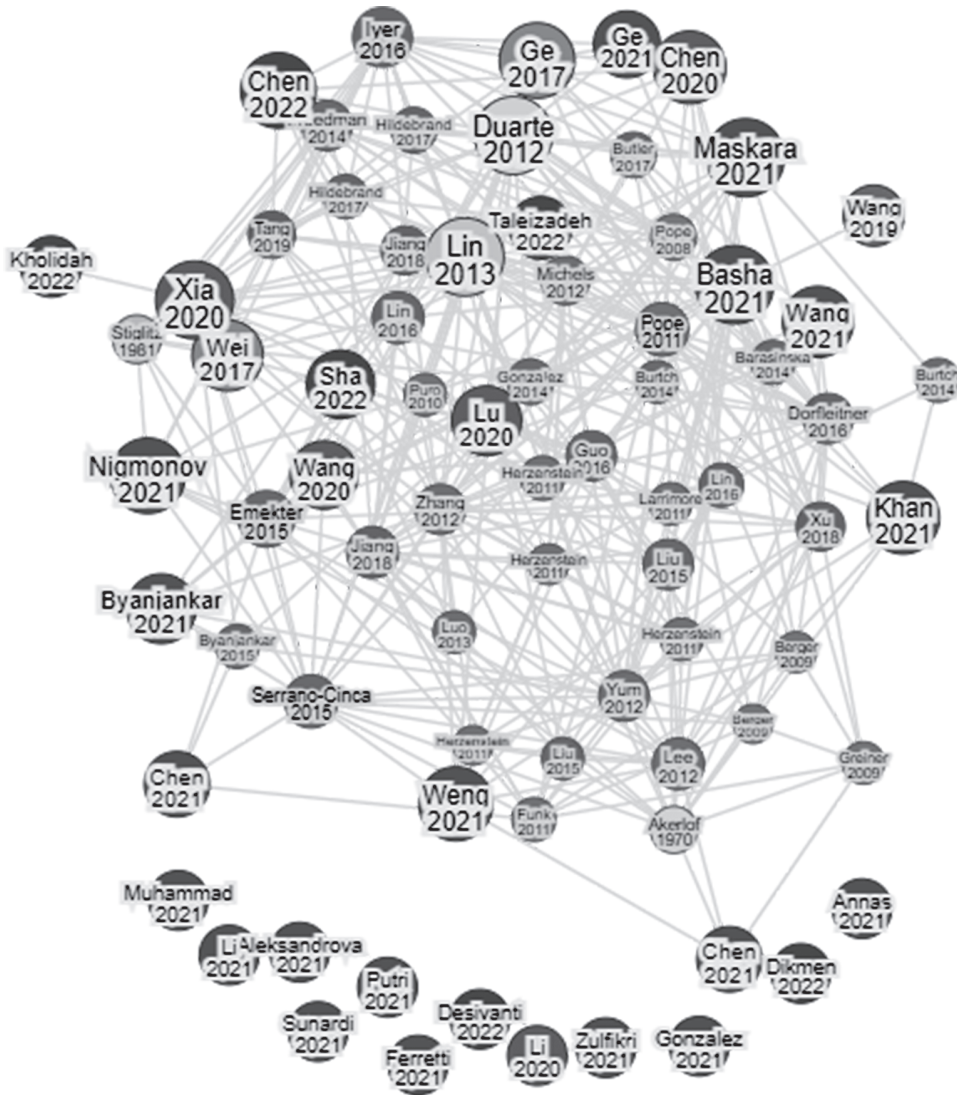 Iyer
2016
Ge
2017
Ge
2021
Chen
2020
Chen
2022
2014
Hildebrand
2017
Duarte
2012
Butler
2017
Maskara
2021
Hildebrand
2017
Wang
2019
Tang
2019
Jiang
2018
Lin
2013
Taleizadeh
2022
Pope
2008
Kholidah
2022
Michels
2012
Basha
2021
Xia
2020
Lin
2016
Pope
2011
Wang
2021
Stiglitz
1981
Wei
2017
Sha
2022
Puro
2010
Gonzalez
2014
Burtch
2014
Barasinska
2014
Burtch
2014
Lu
2020
Dorfleitner
2016
Nigmonov
2021
Wang
2020
Herzenstein
2011
Guo
2016
Larrimore
2011
Lin
2016
Khan
2021
Emekter
2015
Zhang
2012
Xu
2018
Jiang
2018
Herzenstein
2011
Liu
2015
Byanjankar
2021
Byanjankar
2015
Luo
2013
Herzenstein
2011
Berger
2009
Serrano-Cinca
2015
Yum
2012
Berger
2009
Herzenstein
2011
Liu
2015
Lee
2012
Greiner
2009
Chen
2021
Weng
2021
Funk
2011
Akerlof
1970
Muhammad
2021
Annas
2021
Li
2021
Aleksandrova
2021
Chen
2021
Dikmen
2022
Putri
2021
Sunardi
2021
Desivanti
2022
Ferretti
2021
Li
2020
Zulfikri
2021
Gonzalez
2021